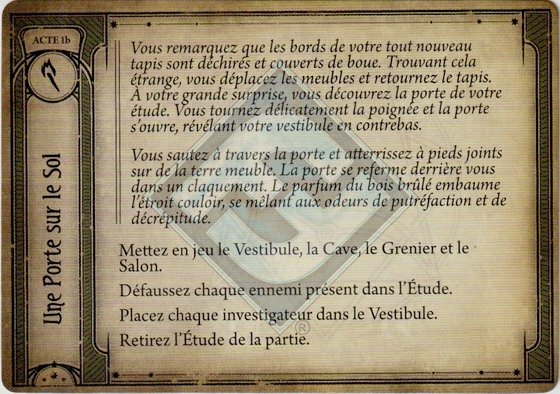 ACTE 1b
Une Porte sur le Sol
Vous remarquez que les bords de votre tout nouveau
tapis sont déchirés et couverts de boue. Trouvant cela
étrange, vous déplacez les meubles et retournez le tapis.
À votre grande surprise, vous découvrez la porte de votre
étude. Vous tournez délicatement la poignée et la porte
s'ouvre, révélant votre vestibule en contrebas.
Vous sautez à travers la porte et atterrissez à pieds joints
sur de la terre meuble. La porte se referme derrière vous
dans un claquement. Le parfum du bois brûlé embaume
l'étroit couloir, se mêlant aux odeurs de putréfaction et de
décrépitude.
Mettez en jeu le Vestibule, la Cave, le Grenier et le
Salon.
Défaussez chaque ennemi présent dans l'Étude.
Placez chaque investigateur dans le Vestibule.
Retirez l'Étude de la partie.
®